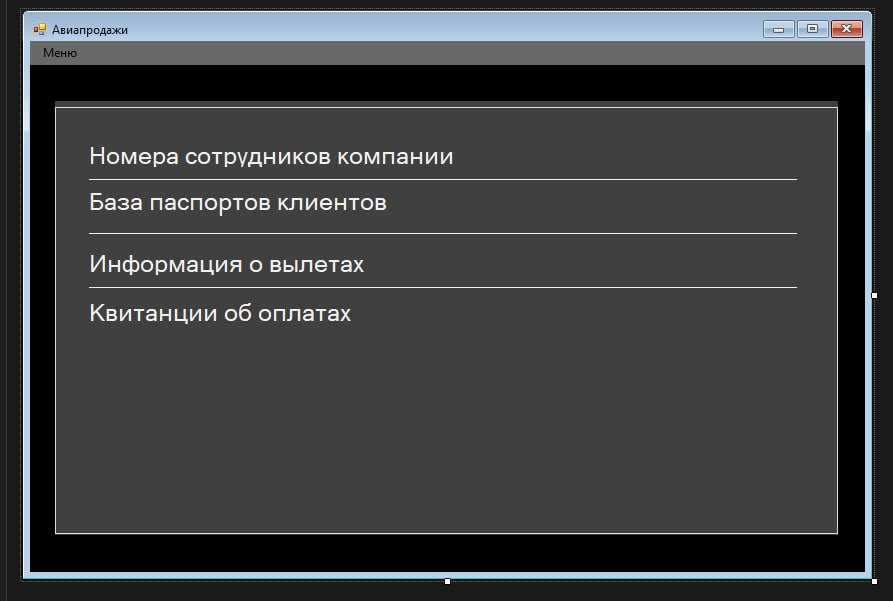 Авиапродажи
Меню
Номера сотрудников компании
База паспортов клиентов
Информация о вылетах
Квитанции об оплатах